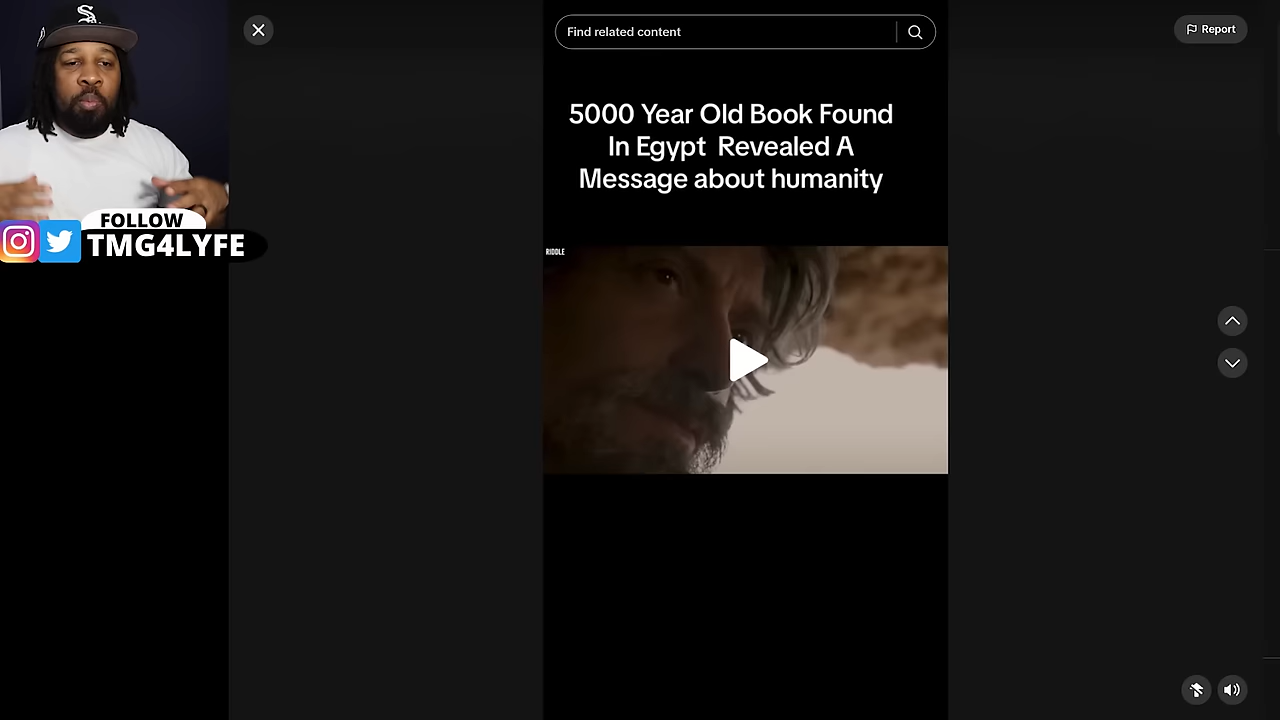 S
Find related content
Report
5000 Year Old Book Found
In Egypt Revealed A
Message about humanity
FOLLOW
TMG4LYFE
RIDDLE